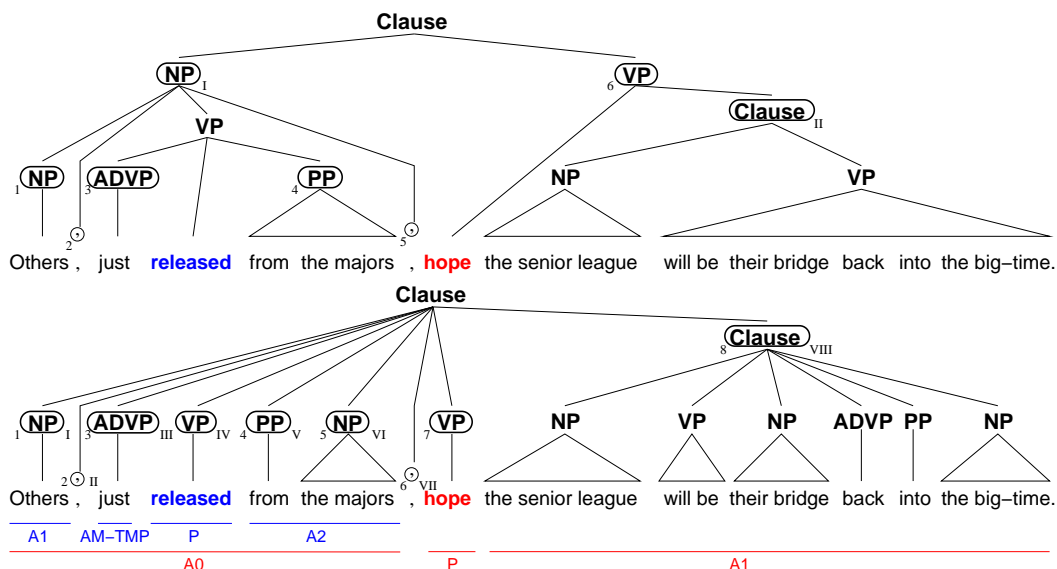 Clause
NP I 6 VP
Clause II
VP
1 NP 3 ADVP 4 PP NP VP
2 , 5 ,
Others , just released from the majors , hope the senior league will be their bridge back into the big−time.
Clause
8 Clause VIII
1 NP I 3 ADVP III VP IV 4 PP V 5 NP VI 7 VP NP VP NP ADVP PP NP
2 , II 6 , VII
Others , just released from the majors , hope the senior league will be their bridge back into the big−time.
A1 AM−TMP P A2
A0 P A1